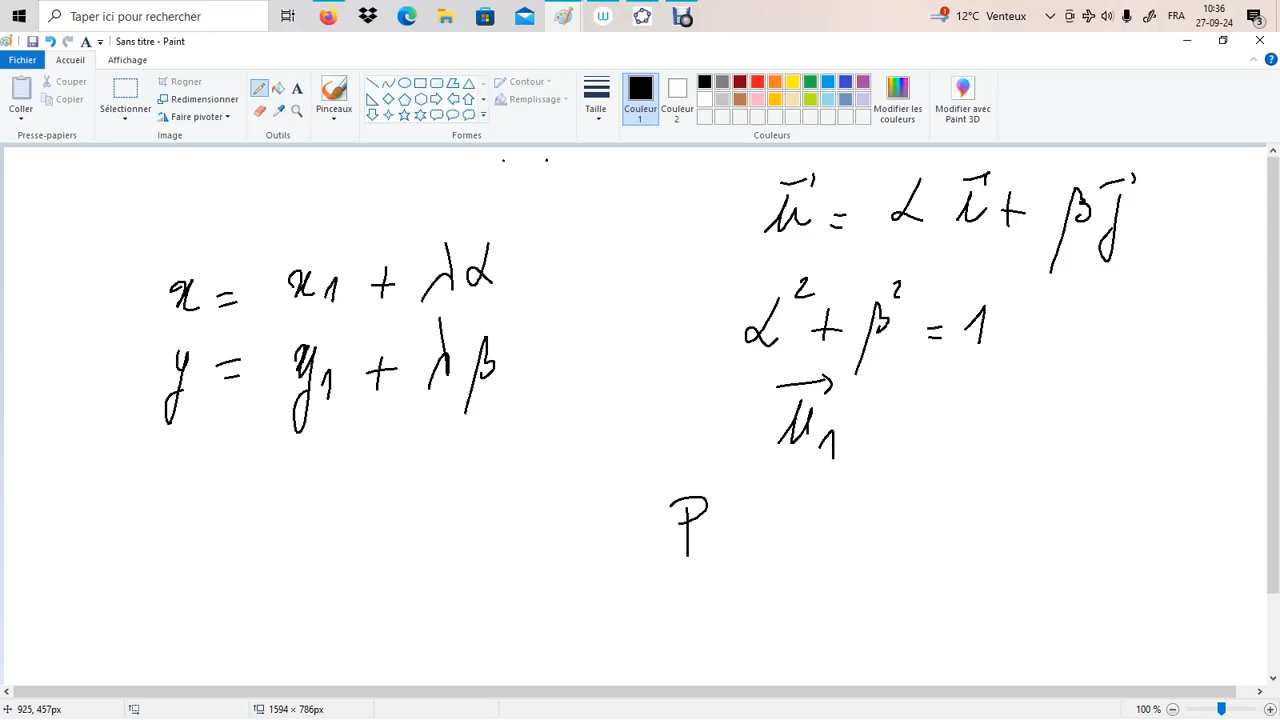 Taper ici pour rechercher
12°C Venteux
FRA
10:36
27-09-24
3
Sans titre - Paint
Fichier
Accueil
Affichage
Coller
Couper
Copier
Presse-papiers
Sélectionner
Rogner
Redimensionner
Faire pivoter
Image
A
Outils
Pinceaux
Contour
Remplissage
Formes
Taille
Couleur 1
Couleur 2
Modifier les couleurs
Couleurs
Modifier avec Paint 3D
x = x₁ + λα
y = y₁ + λβ
u⃗ = α i⃗ + β j⃗
α² + β² = 1
u⃗₁
P
925, 457px
1594 × 786px
100 %